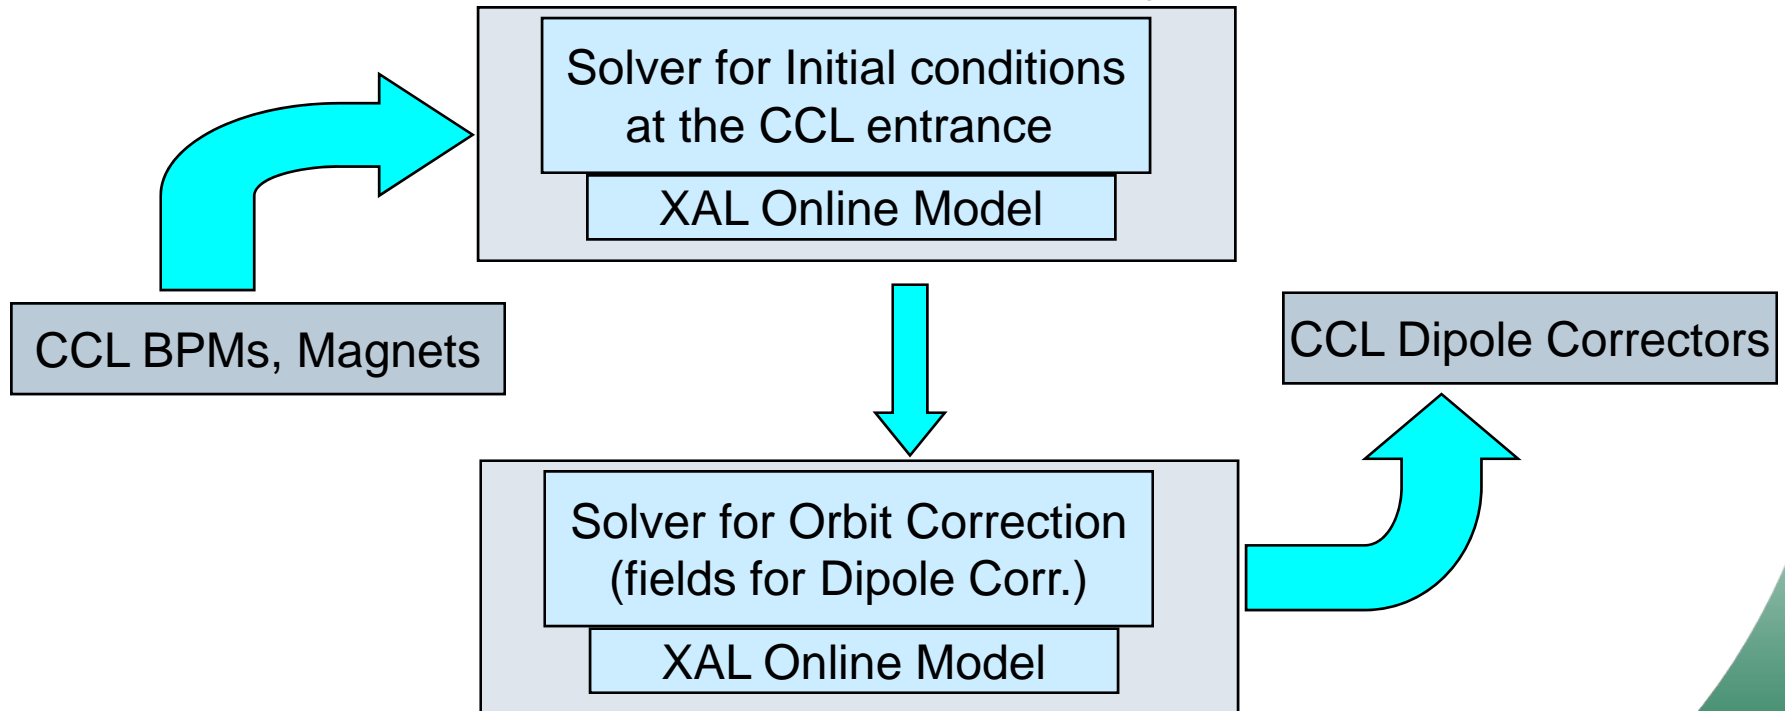 Solver for Initial conditions
at the CCL entrance
XAL Online Model
CCL BPMs, Magnets
CCL Dipole Correctors
Solver for Orbit Correction
(fields for Dipole Corr.)
XAL Online Model